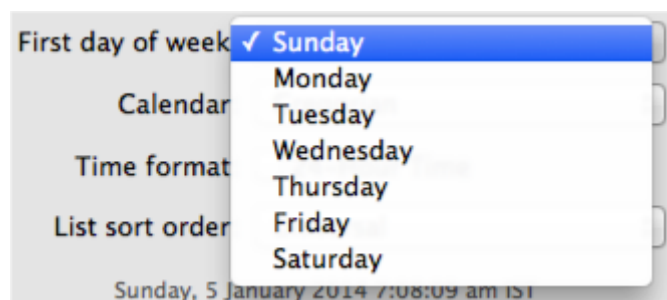 First day of week ✓ Sunday
Monday
Calendar
Tuesday
Wednesday
Time format
Thursday
List sort order
Friday
Saturday
Sunday, 5 January 2014 7:08:09 am IST